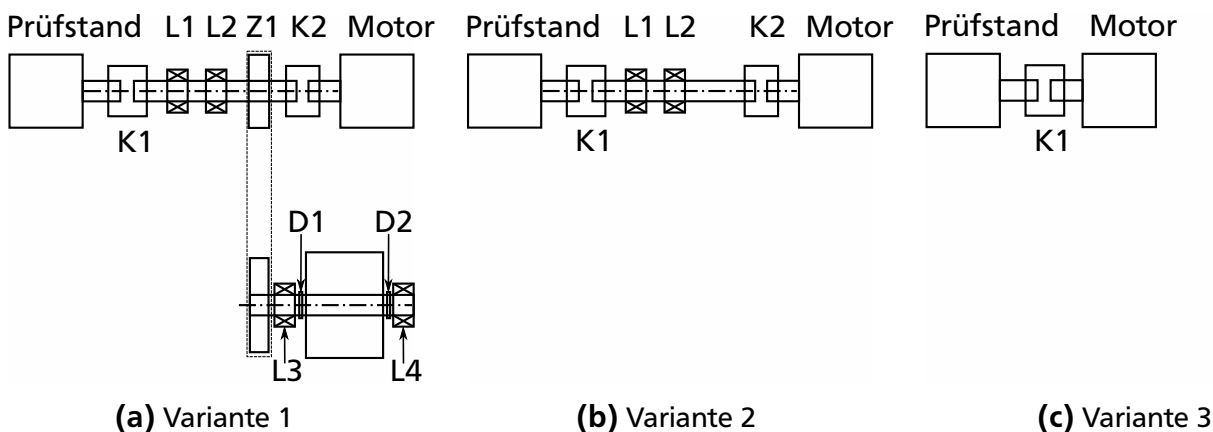 Prüfstand L1 L2 Z1 K2 Motor
K1
D1 D2
L3 L4
(a) Variante 1
Prüfstand L1 L2 K2 Motor
K1
(b) Variante 2
Prüfstand Motor
K1
(c) Variante 3